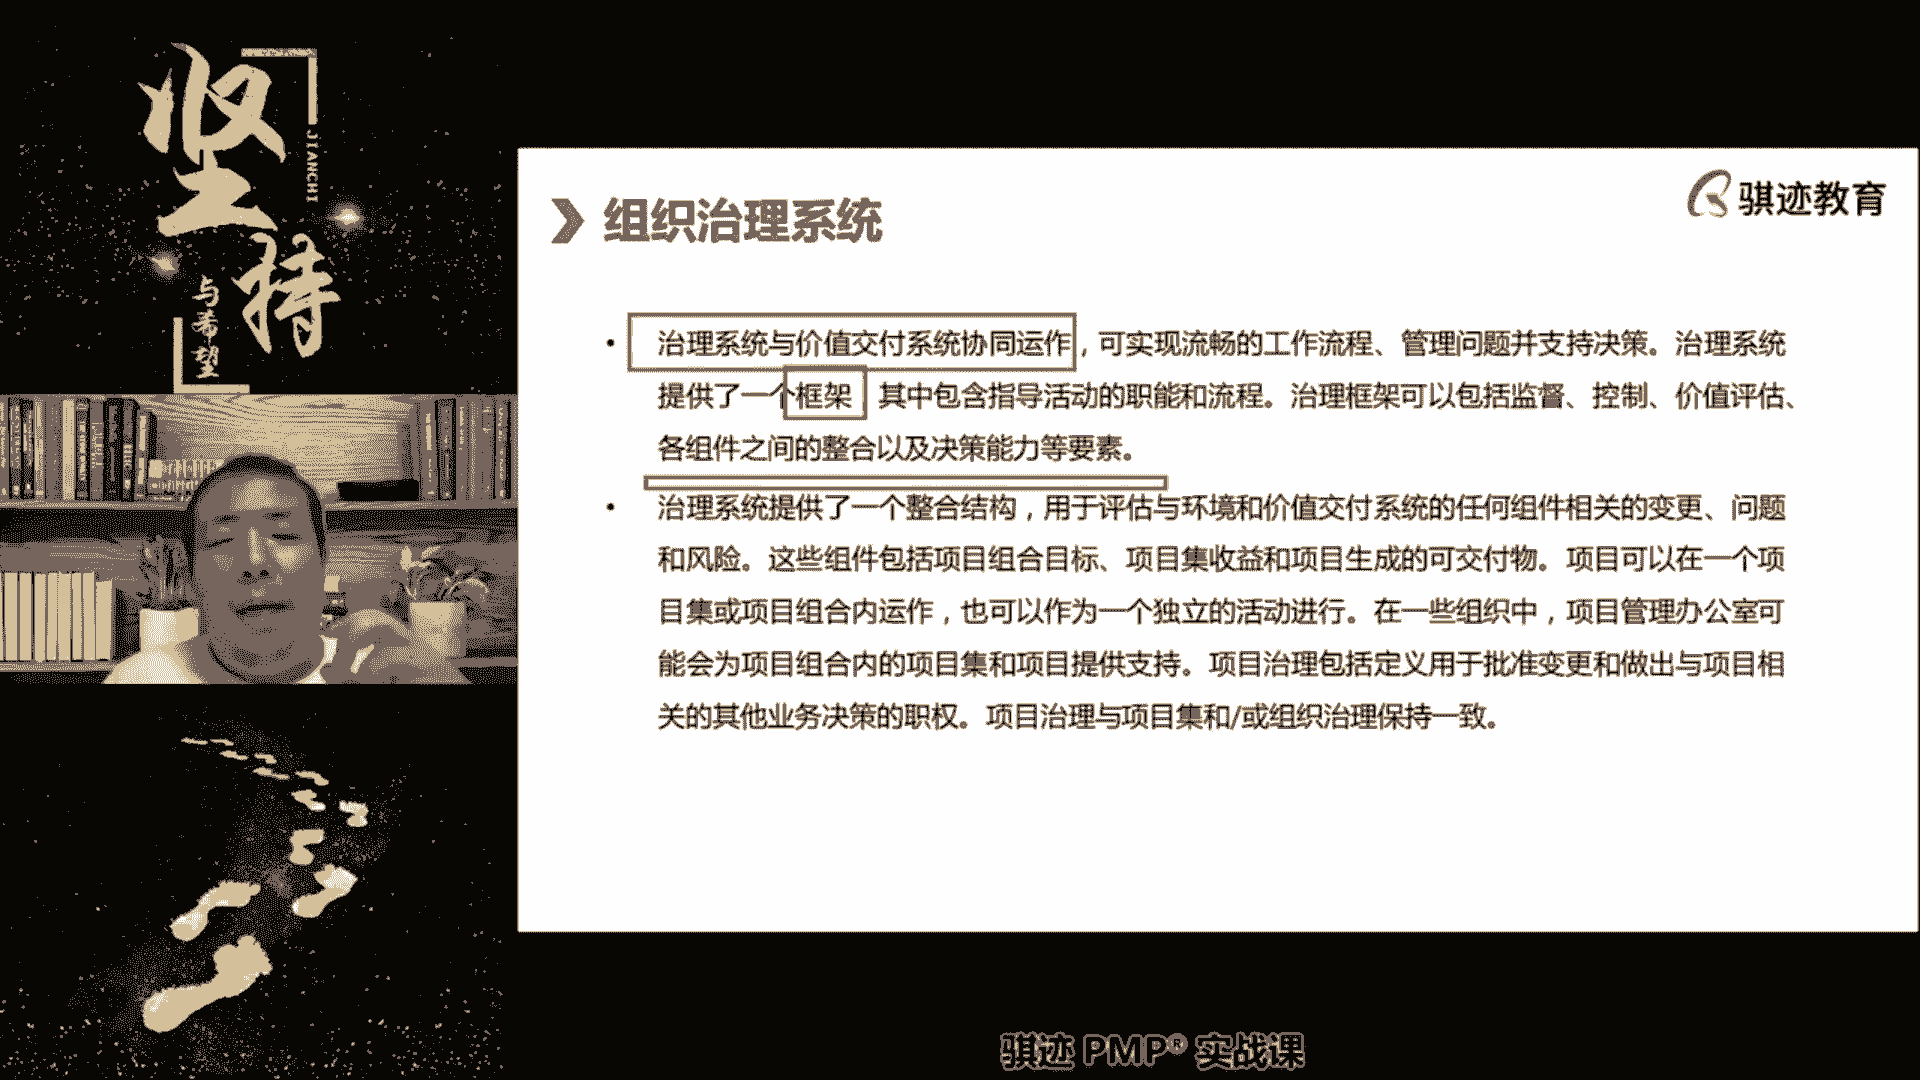 坚持
JIANCHI
与希望
组织治理系统
骐迹教育
• 治理系统与价值交付系统协同运作，可实现流畅的工作流程、管理问题并支持决策。治理系统
提供了一个框架 其中包含指导活动的职能和流程。治理框架可以包括监督、控制、价值评估、
各组件之间的整合以及决策能力等要素。
• 治理系统提供了一个整合结构，用于评估与环境和价值交付系统的任何组件相关的变更、问题
和风险。这些组件包括项目组合目标、项目集收益和项目生成的可交付物。项目可以在一个项
目集或项目组合内运作，也可以作为一个独立的活动进行。在一些组织中，项目管理办公室可
能会为项目组合内的项目集和项目提供支持。项目治理包括定义用于批准变更和做出与项目相
关的其他业务决策的职权。项目治理与项目集和/或组织治理保持一致。
骐迹 PMP® 实战课